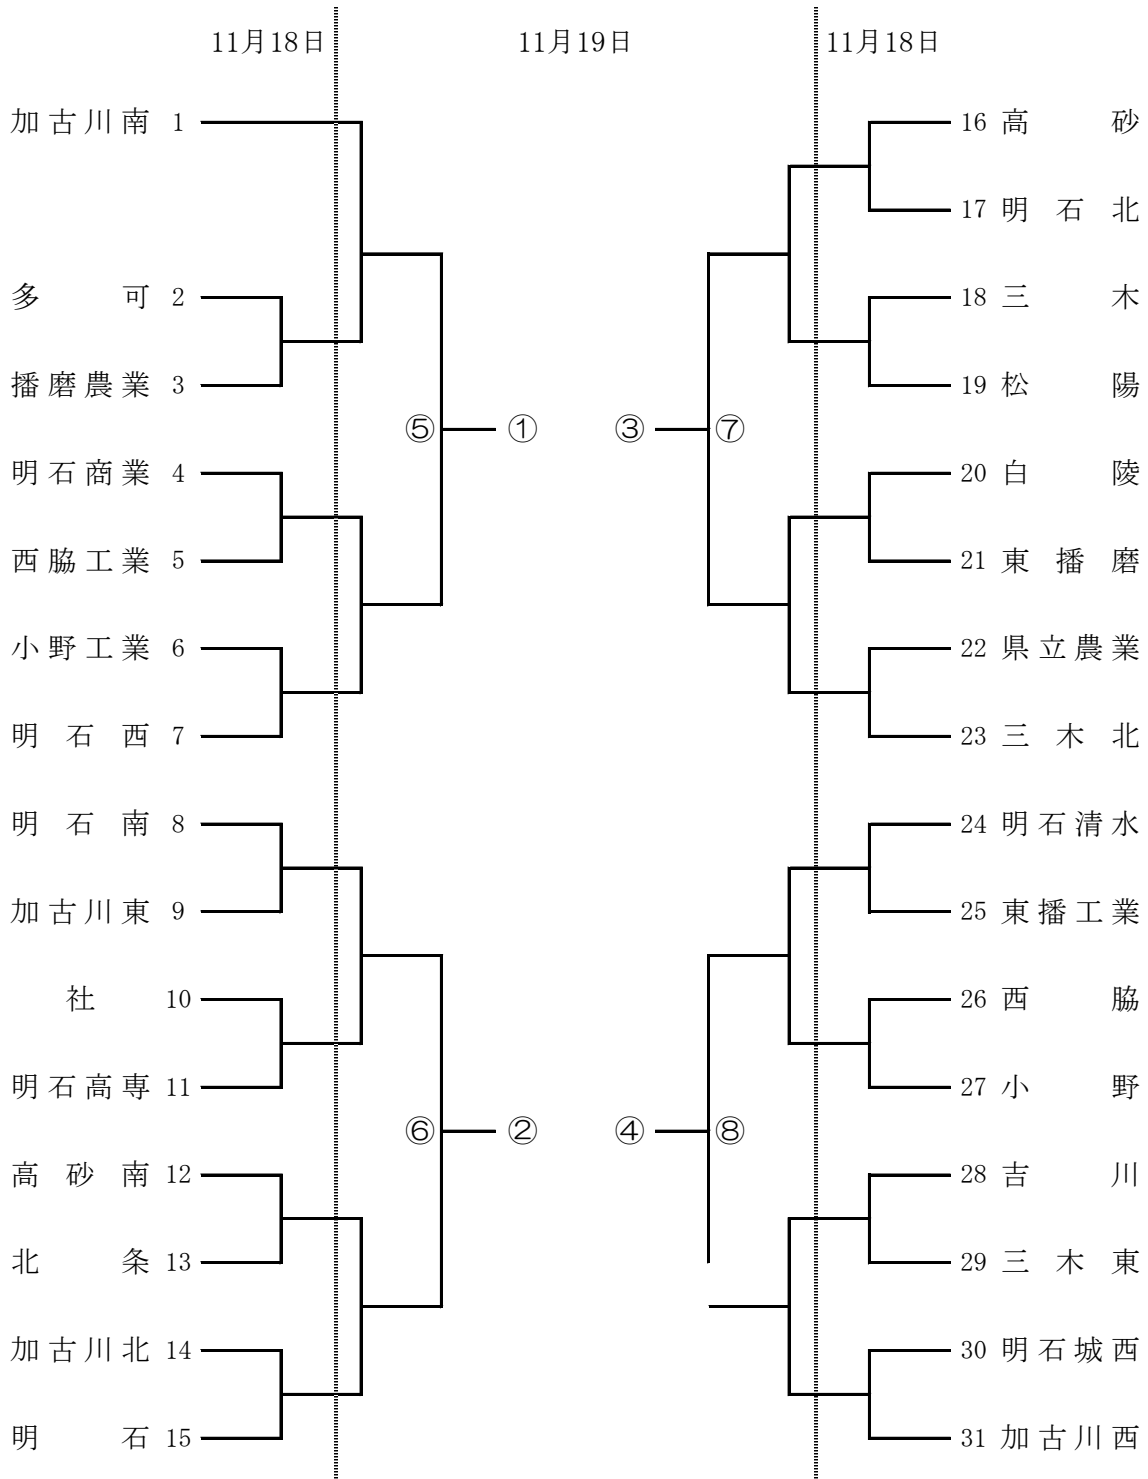 11月18日 11月19日 11月18日
加古川南 1
16 高砂
17 明石北
多可 2
18 三木
播磨農業 3
19 松陽
⑤ ① ③ ⑦
明石商業 4
20 白陵
西脇工業 5
21 東播磨
小野工業 6
22 県立農業
明石西 7
23 三木北
明石南 8
24 明石清水
加古川東 9
25 東播工業
社 10
26 西脇
明石高専 11
27 小野
⑥ ② ④ ⑧
高砂南 12
28 吉川
北条 13
29 三木東
加古川北 14
30 明石城西
明石 15
31 加古川西